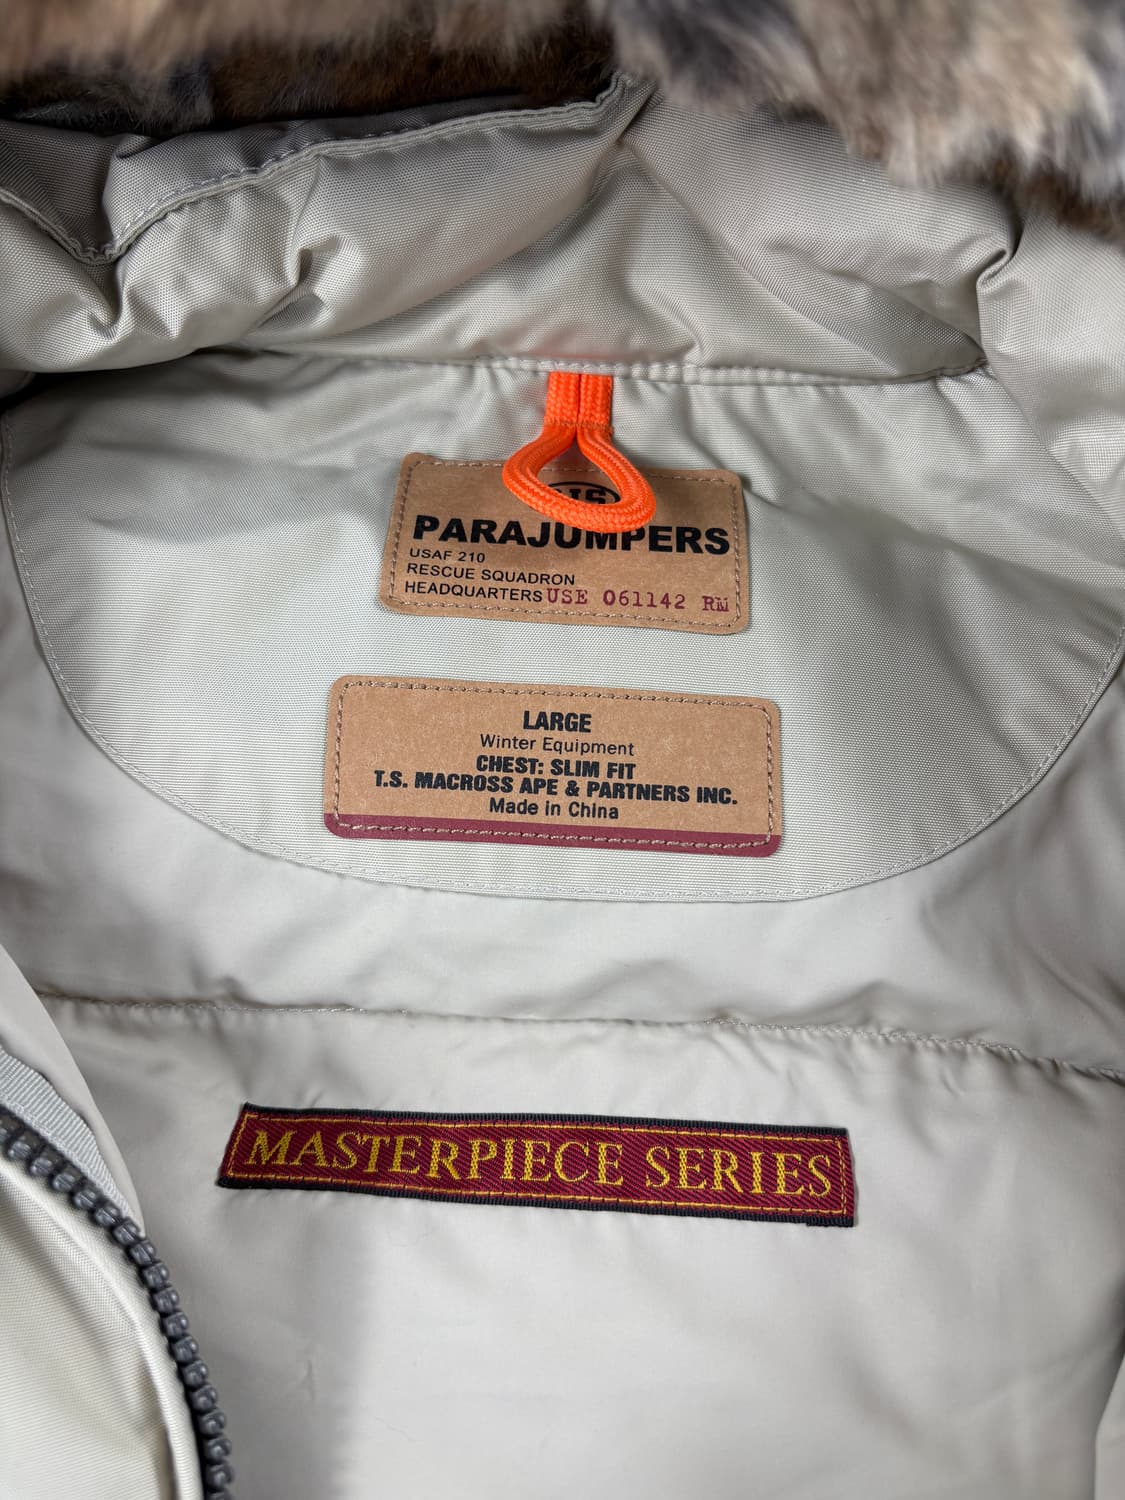 PARAJUMPERS
USAF 210
RESCUE SQUADRON
HEADQUARTERS USE 061142 RM
LARGE
Winter Equipment
CHEST: SLIM FIT
T.S. MACROSS APE & PARTNERS INC.
Made in China
MASTERPIECE SERIES